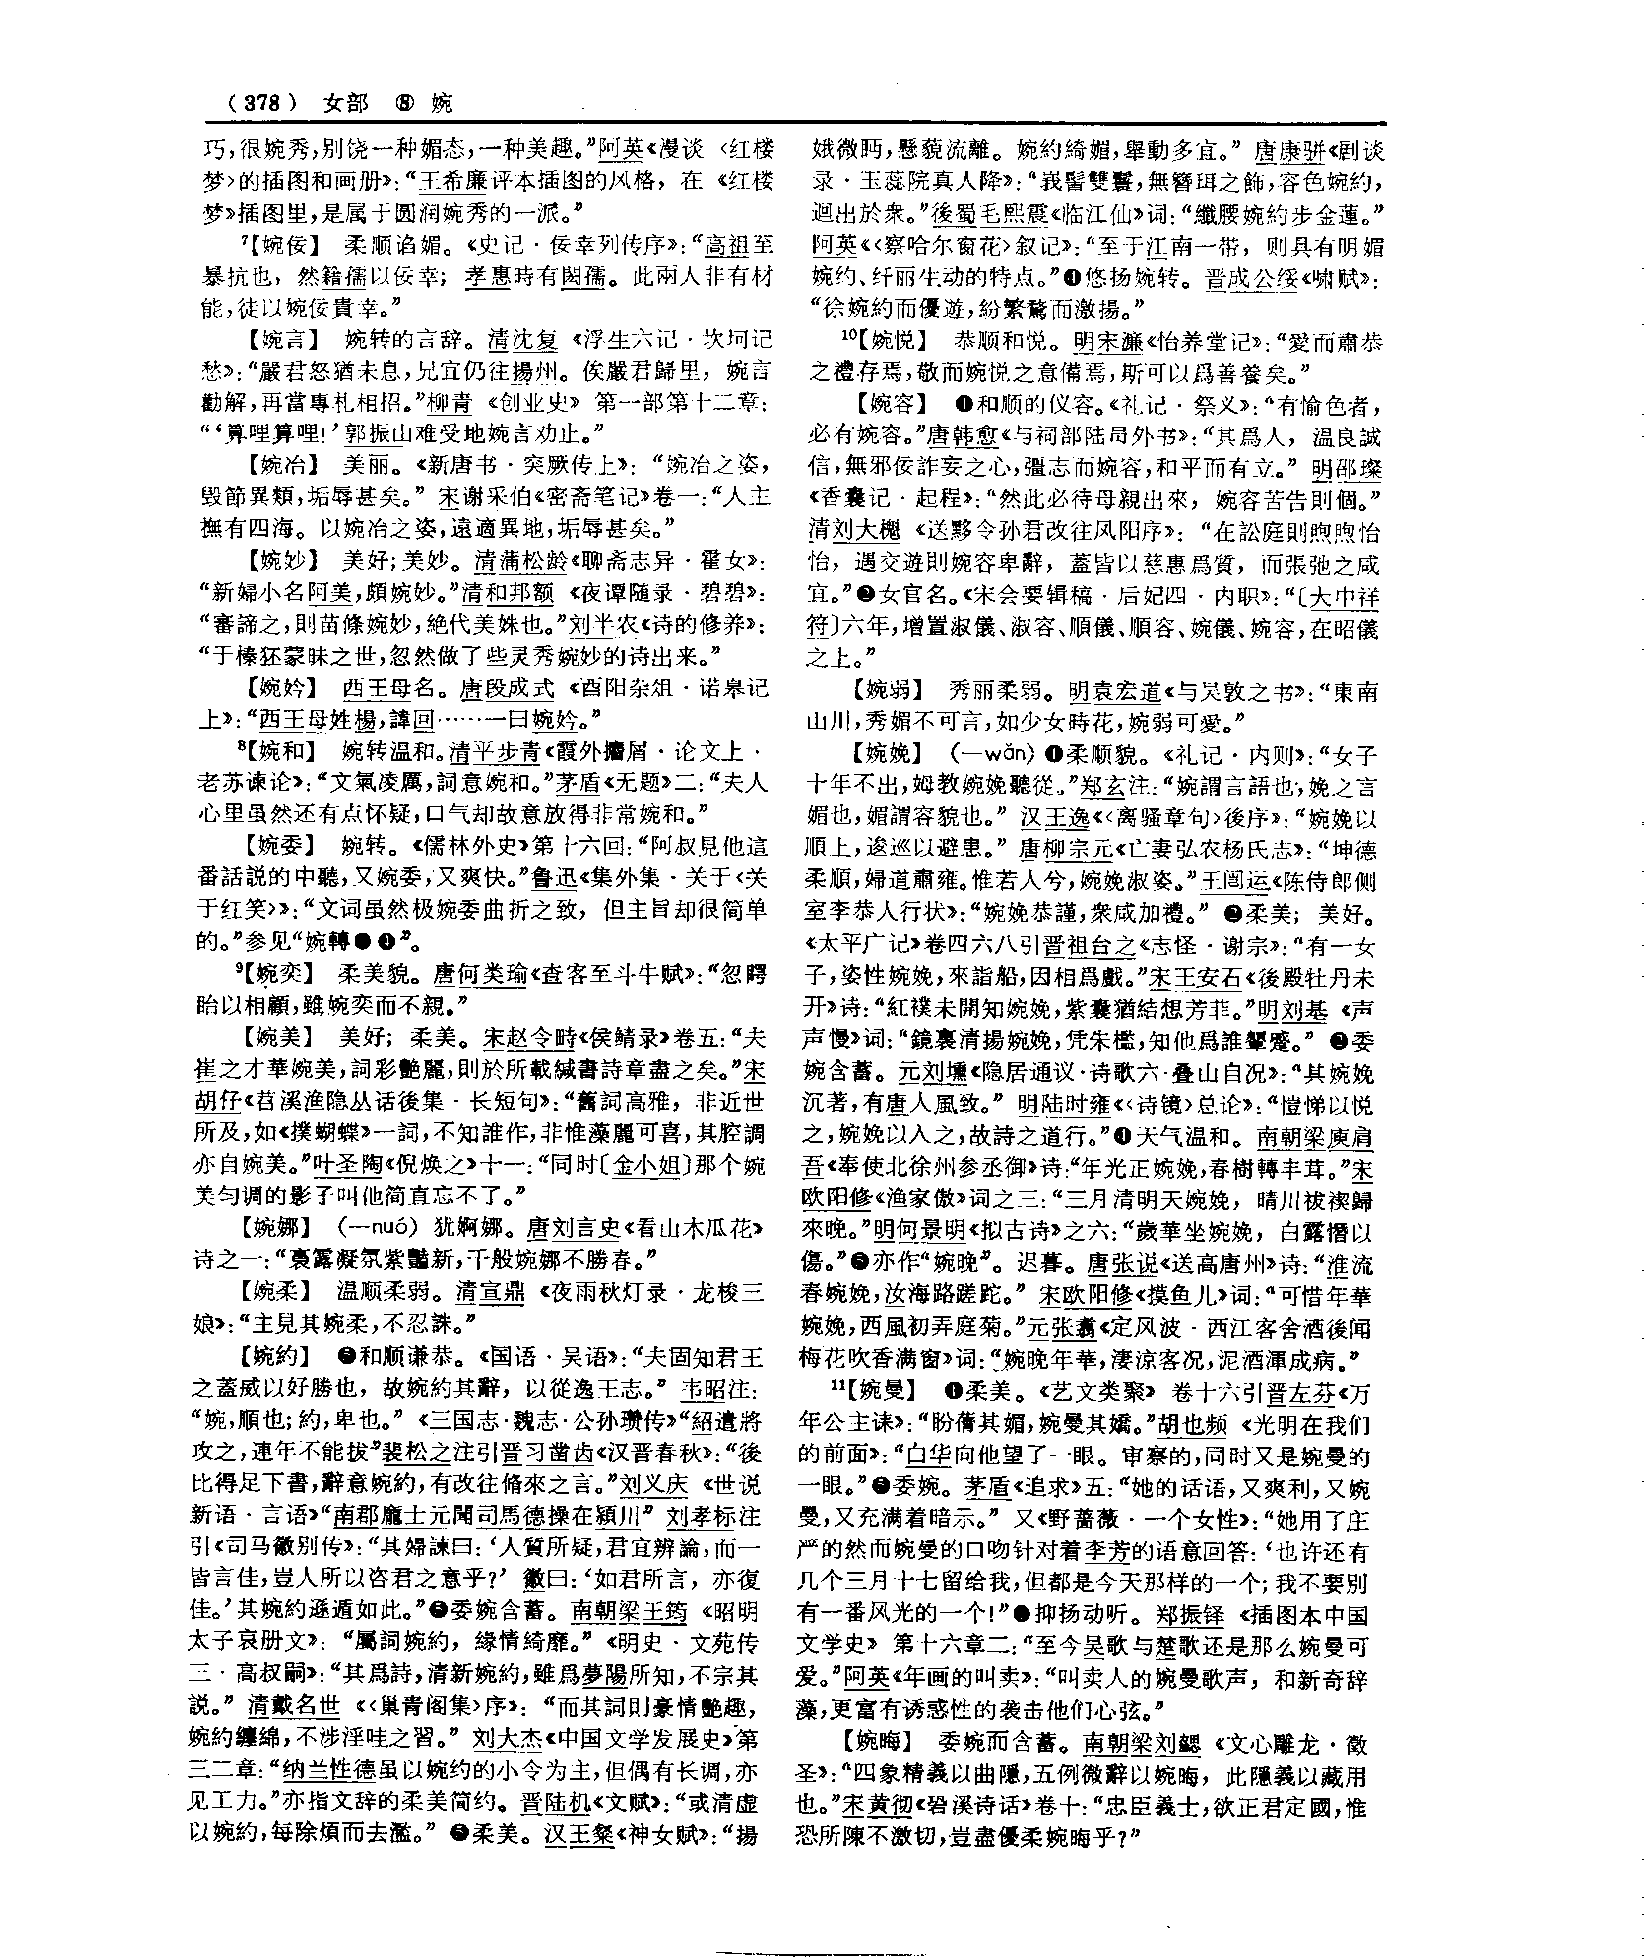 （378） 女部 ⑧ 婉
巧，很婉秀，别饶一种媚态，一种美趣。”阿英《漫谈〈红楼
梦〉的插图和画册》：“王希廉评本插图的风格，在《红楼
梦》插图里，是属于圆润婉秀的一派。”
7【婉佞】 柔顺谄媚。《史记·佞幸列传序》：“高祖至
暴抗也，然籍孺以佞幸；孝惠時有閎孺。此兩人非有材
能，徒以婉佞貴幸。”
【婉言】 婉转的言辞。清沈复《浮生六记·坎坷记
愁》：“嚴君怒猶未息，兄宜仍往揚州。俟嚴君歸里，婉言
勸解，再當專札相招。”柳青《创业史》第一部第十二章：
“‘算哩算哩！’郭振山难受地婉言劝止。”
【婉冶】 美丽。《新唐书·突厥传上》：“婉冶之姿，
毁節異類，垢辱甚矣。”宋谢采伯《密斋笔记》卷一：“人主
撫有四海。以婉冶之姿，遠適異地，垢辱甚矣。”
【婉妙】 美好；美妙。清蒲松龄《聊斋志异·霍女》：
“新婦小名阿美，頗婉妙。”清和邦额《夜谭随录·碧碧》：
“審諦之，則苗條婉妙，絶代美姝也。”刘半农《诗的修养》：
“于榛狉蒙昧之世，忽然做了些灵秀婉妙的诗出来。”
【婉妗】 西王母名。唐段成式《酉阳杂俎·诺皋记
上》：“西王母姓楊，諱回……一曰婉妗。”
8【婉和】 婉转温和。清平步青《霞外攟屑·论文上·
老苏谏论》：“文氣凌厲，詞意婉和。”茅盾《无题》二：“夫人
心里虽然还有点怀疑，口气却故意放得非常婉和。”
【婉委】 婉转。《儒林外史》第十六回：“阿叔見他這
番話説的中聽，又婉委，又爽快。”鲁迅《集外集·关于〈关
于红笑〉》：“文词虽然极婉委曲折之致，但主旨却很简单
的。”参见“婉轉●❶”。
9【婉奕】 柔美貌。唐何类瑜《查客至斗牛赋》：“忽睜
眙以相顧，雖婉奕而不親。”
【婉美】 美好；柔美。宋赵令畤《侯鲭录》卷五：“夫
崔之才華婉美，詞彩艷麗，則於所載緘書詩章盡之矣。”宋
胡仔《苕溪渔隐丛话後集·长短句》：“舊詞高雅，非近世
所及，如《撲蝴蝶》一詞，不知誰作，非惟藻麗可喜，其腔調
亦自婉美。”叶圣陶《倪焕之》十一：“同时〔金小姐〕那个婉
美匀调的影子叫他简直忘不了。”
【婉娜】 （—nuó）犹婀娜。唐刘言史《看山木瓜花》
诗之一：“裛露凝氛紫豔新，千般婉娜不勝春。”
【婉柔】 温顺柔弱。清宣鼎《夜雨秋灯录·龙梭三
娘》：“主見其婉柔，不忍誅。”
【婉約】 ❶和顺谦恭。《国语·吴语》：“夫固知君王
之蓋威以好勝也，故婉約其辭，以從逸王志。”韦昭注：
“婉，順也；約，卑也。”《三国志·魏志·公孙瓒传》“紹遣將
攻之，連年不能拔”裴松之注引晋习凿齿《汉晋春秋》：“後
比得足下書，辭意婉約，有改往脩來之言。”刘义庆《世说
新语·言语》“南郡龐士元聞司馬德操在潁川”刘孝标注
引《司马徽别传》：“其婦諫曰：‘人質所疑，君宜辨論，而一
皆言佳，豈人所以咨君之意乎？’徽曰：‘如君所言，亦復
佳。’其婉約遜遁如此。”❷委婉含蓄。南朝梁王筠《昭明
太子哀册文》：“屬詞婉約，緣情綺靡。”《明史·文苑传
三·高叔嗣》：“其爲詩，清新婉約，雖爲夢陽所知，不宗其
説。”清戴名世《〈巢青阁集〉序》：“而其詞則豪情艷趣，
婉約纏綿，不涉淫哇之習。”刘大杰《中国文学发展史》第
三二章：“纳兰性德虽以婉约的小令为主，但偶有长调，亦
见工力。”亦指文辞的柔美简约。晋陆机《文赋》：“或清虚
以婉約，每除煩而去濫。”❸柔美。汉王粲《神女赋》：“揚
娥微眄，懸藐流離。婉約綺媚，舉動多宜。”唐康骈《剧谈
录·玉蕊院真人降》：“峩髻雙鬟，無簪珥之飾，容色婉約，
迥出於衆。”後蜀毛熙震《临江仙》词：“纖腰婉約步金蓮。”
阿英《〈察哈尔窗花〉叙记》：“至于江南一带，则具有明媚
婉约、纤丽生动的特点。”❹悠扬婉转。晋成公绥《啸赋》：
“徐婉約而優遊，紛繁騖而激揚。”
10【婉悦】 恭顺和悦。明宋濂《怡养堂记》：“愛而肅恭
之禮存焉，敬而婉悦之意備焉，斯可以爲善養矣。”
【婉容】 ❶和顺的仪容。《礼记·祭义》：“有愉色者，
必有婉容。”唐韩愈《与祠部陆员外书》：“其爲人，温良誠
信，無邪佞詐妄之心，彊志而婉容，和平而有立。”明邵璨
《香囊记·起程》：“然此必待母親出來，婉容苦告則個。”
清刘大櫆《送黟令孙君改往凤阳序》：“在訟庭則煦煦怡
怡，遇交遊則婉容卑辭，蓋皆以慈惠爲質，而張弛之咸
宜。”❷女官名。《宋会要辑稿·后妃四·内职》：“〔大中祥
符〕六年，增置淑儀、淑容、順儀、順容、婉儀、婉容，在昭儀
之上。”
【婉弱】 秀丽柔弱。明袁宏道《与吴敦之书》：“東南
山川，秀媚不可言，如少女時花，婉弱可愛。”
【婉娩】 （—wǎn）❶柔顺貌。《礼记·内则》：“女子
十年不出，姆教婉娩聽從。”郑玄注：“婉謂言語也，娩之言
媚也，媚謂容貌也。”汉王逸《〈离骚章句〉後序》：“婉娩以
順上，逡巡以避患。”唐柳宗元《亡妻弘农杨氏志》：“坤德
柔順，婦道肅雍。惟若人兮，婉娩淑姿。”王闿运《陈侍郎侧
室李恭人行状》：“婉娩恭謹，衆咸加禮。”❷柔美；美好。
《太平广记》卷四六八引晋祖台之《志怪·谢宗》：“有一女
子，姿性婉娩，來詣船，因相爲戲。”宋王安石《後殿牡丹未
开》诗：“紅襆未開知婉娩，紫囊猶結想芳菲。”明刘基《声
声慢》词：“鏡裏清揚婉娩，凭朱檻，知他爲誰顰蹙。”❸委
婉含蓄。元刘壎《隐居通议·诗歌六·叠山自况》：“其婉娩
沉著，有唐人風致。”明陆时雍《〈诗镜〉总论》：“愷悌以悦
之，婉娩以入之，故詩之道行。”❹天气温和。南朝梁庾肩
吾《奉使北徐州参丞御》诗：“年光正婉娩，春樹轉丰茸。”宋
欧阳修《渔家傲》词之三：“三月清明天婉娩，晴川祓禊歸
來晚。”明何景明《拟古诗》之六：“歲華坐婉娩，白露憯以
傷。”❺亦作“婉晚”。迟暮。唐张说《送高唐州》诗：“淮流
春婉娩，汝海路蹉跎。”宋欧阳修《摸鱼儿》词：“可惜年華
婉娩，西風初弄庭菊。”元张翥《定风波·西江客舍酒後闻
梅花吹香满窗》词：“婉晚年華，淒凉客况，泥酒渾成病。”
11【婉曼】 ❶柔美。《艺文类聚》卷十六引晋左芬《万
年公主诔》：“盼倩其媚，婉曼其嬌。”胡也频《光明在我们
的前面》：“白华向他望了一眼。审察的，同时又是婉曼的
一眼。”❷委婉。茅盾《追求》五：“她的话语，又爽利，又婉
曼，又充满着暗示。”又《野蔷薇·一个女性》：“她用了庄
严的然而婉曼的口吻针对着李芳的语意回答：‘也许还有
几个三月十七留给我，但都是今天那样的一个；我不要别
有一番风光的一个！”●抑扬动听。郑振铎《插图本中国
文学史》第十六章二：“至今吴歌与楚歌还是那么婉曼可
爱。”阿英《年画的叫卖》：“叫卖人的婉曼歌声，和新奇辞
藻，更富有诱惑性的袭击他们心弦。”
【婉晦】 委婉而含蓄。南朝梁刘勰《文心雕龙·徵
圣》：“四象精義以曲隱，五例微辭以婉晦，此隱義以藏用
也。”宋黄彻《䂬溪诗话》卷十：“忠臣義士，欲正君定國，惟
恐所陳不激切，豈盡優柔婉晦乎？”